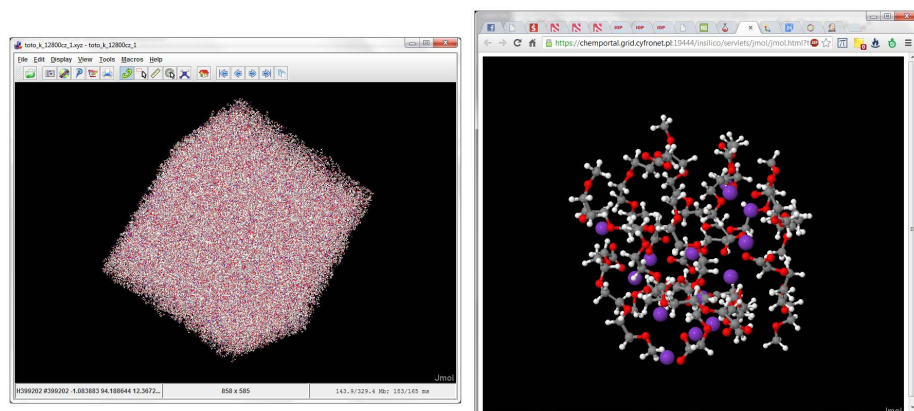 toto_k_12800cz_1.xyz - toto_k_12800cz_1
File Edit Display View Tools Macros Help
Jmol
H399202 #399202 -1.083883 94.188644 12.3672...
858 x 585
143.9/329.4 Mb; 163/165 ms
https://chemportal.grid.cyfronet.pl:19444/insilico/servlets/jmol/jmol.html?t
Jmol